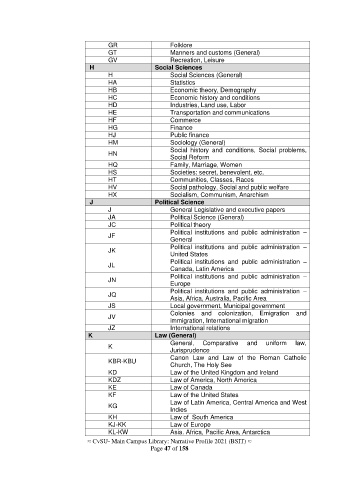 GR Folklore
GT Manners and customs (General)
GV Recreation, Leisure
H Social Sciences
H Social Sciences (General)
HA Statistics
HB Economic theory, Demography
HC Economic history and conditions
HD Industries, Land use, Labor
HE Transportation and communications
HF Commerce
HG Finance
HJ Public finance
HM Sociology (General)
HN Social history and conditions, Social problems,
Social Reform
HQ Family, Marriage, Women
HS Societies: secret, benevolent, etc.
HT Communities, Classes, Races
HV Social pathology, Social and public welfare
HX Socialism, Communism, Anarchism
J Political Science
J General Legislative and executive papers
JA Political Science (General)
JC Political theory
JF Political institutions and public administration –
General
JK Political institutions and public administration –
United States
JL Political institutions and public administration –
Canada, Latin America
JN Political institutions and public administration –
Europe
JQ Political institutions and public administration –
Asia, Africa, Australia, Pacific Area
JS Local government, Municipal government
JV Colonies and colonization, Emigration and
Immigration, International migration
JZ International relations
K Law (General)
K General, Comparative and uniform law,
Jurisprudence
KBR-KBU Canon Law and Law of the Roman Catholic
Church, The Holy See
KD Law of the United Kingdom and Ireland
KDZ Law of America, North America
KE Law of Canada
KF Law of the United States
KG Law of Latin America, Central America and West
Indies
KH Law of South America
KJ-KK Law of Europe
KL-KW Asia, Africa, Pacific Area, Antarctica
≈ CvSU- Main Campus Library: Narrative Profile 2021 (BSIT) ≈
Page 47 of 158